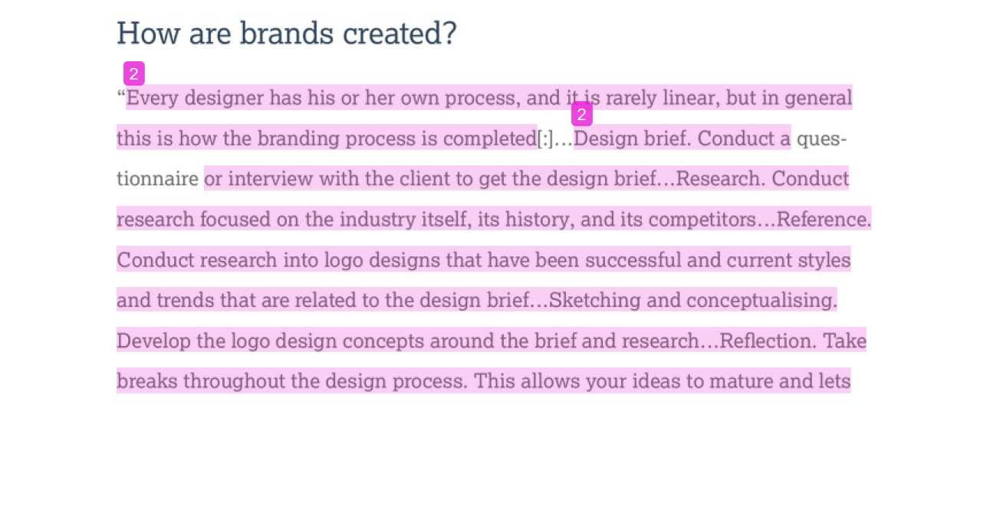 How are brands created?
2
“Every designer has his or her own process, and it is rarely linear, but in general
2
this is how the branding process is completed[:]…Design brief. Conduct a ques-
tionnaire or interview with the client to get the design brief…Research. Conduct
research focused on the industry itself, its history, and its competitors…Reference.
Conduct research into logo designs that have been successful and current styles
and trends that are related to the design brief…Sketching and conceptualising.
Develop the logo design concepts around the brief and research…Reflection. Take
breaks throughout the design process. This allows your ideas to mature and lets